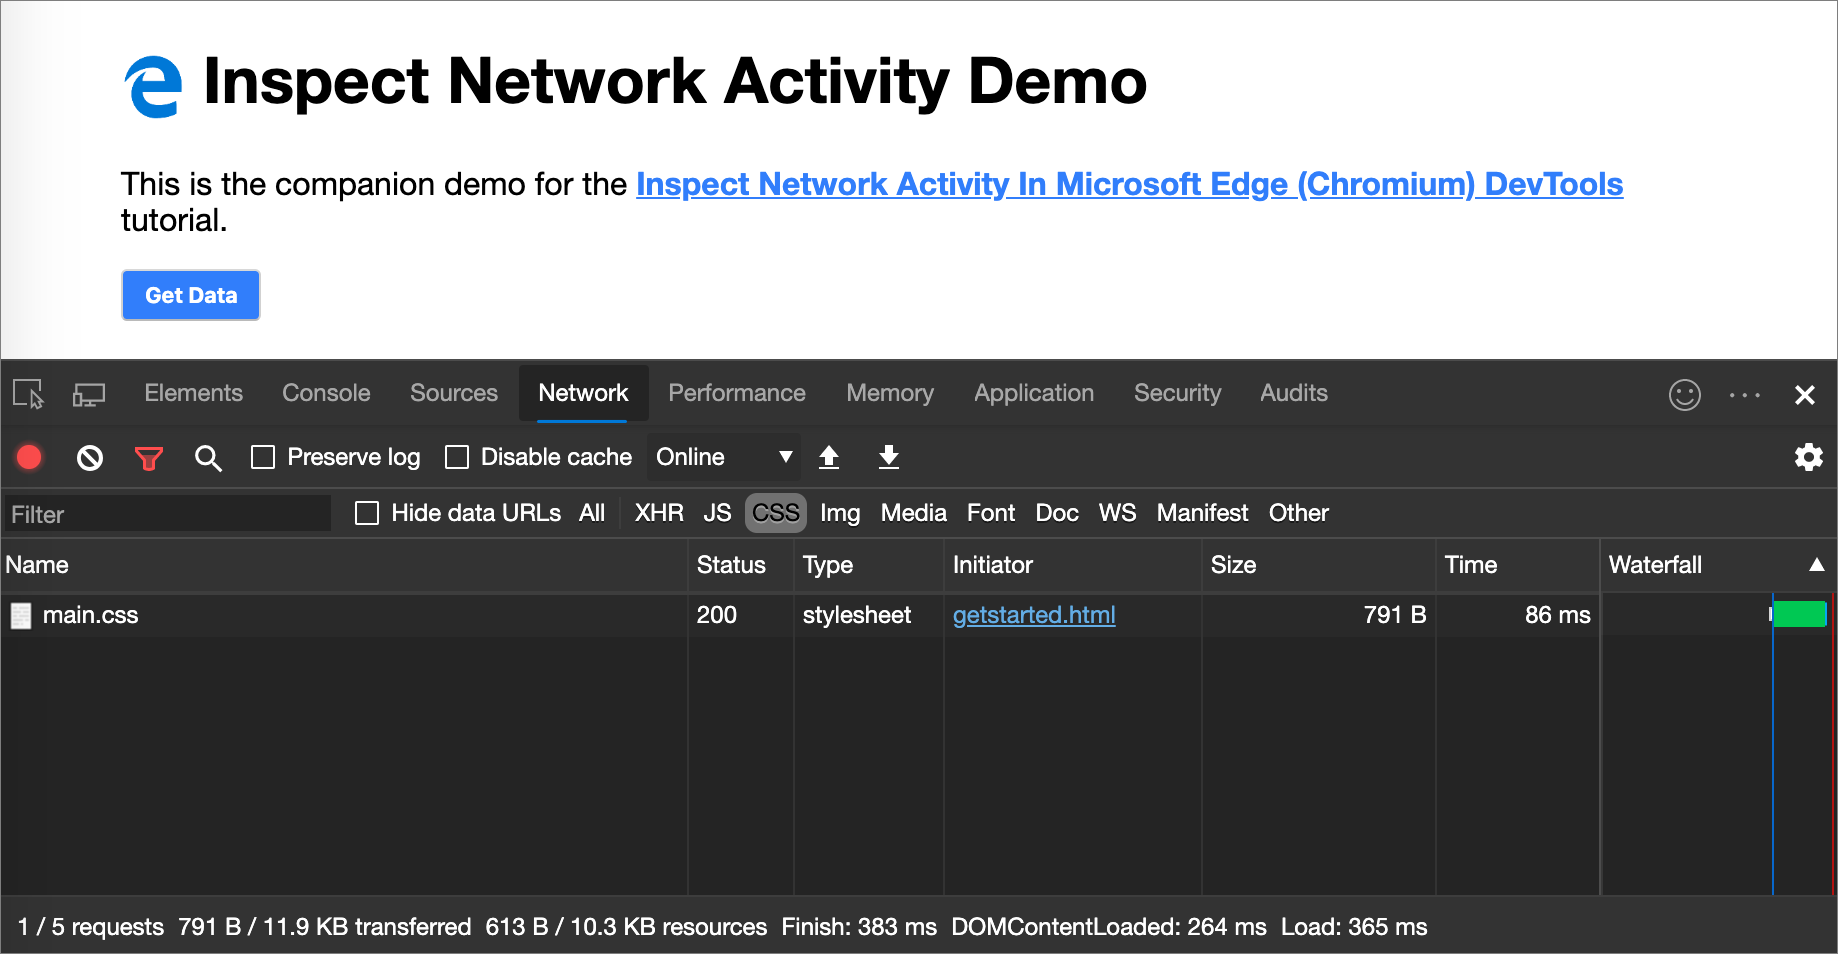 Inspect Network Activity Demo
This is the companion demo for the Inspect Network Activity In Microsoft Edge (Chromium) DevTools
tutorial.
Get Data
Elements Console Sources Network Performance Memory Application Security Audits
Preserve log Disable cache Online
Filter Hide data URLs All XHR JS CSS Img Media Font Doc WS Manifest Other
Name Status Type Initiator Size Time Waterfall
main.css 200 stylesheet getstarted.html 791 B 86 ms
1 / 5 requests 791 B / 11.9 KB transferred 613 B / 10.3 KB resources Finish: 383 ms DOMContentLoaded: 264 ms Load: 365 ms